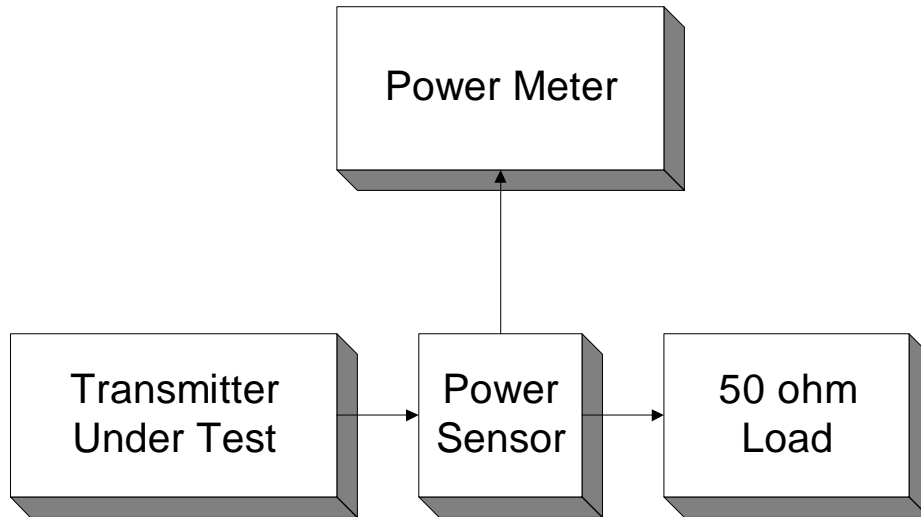 Power Meter
Transmitter
Under Test
Power
Sensor
50 ohm
Load